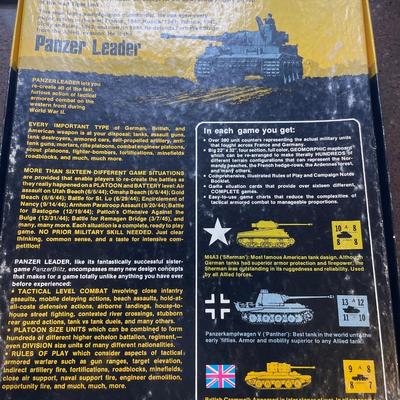 Panzer Leader
PANZER LEADER lets you
re-create all of the fast,
furious action of tactical
armored combat on the
western front during
World War II.
EVERY IMPORTANT TYPE of German, British, and
American weapon is at your disposal; tanks, assault guns,
tank destroyers, armored cars, self-propelled artillery, anti-
tank guns, mortars, rifle platoons, combat engineer platoons,
patrol platoons, fighter-bombers, fortifications, minefields
roadblocks, and much, much more.
MORE THAN SIXTEEN DIFFERENT GAME SITUATIONS
are provided that enable players to re-create the battles as
they really happened on a PLATOON and BATTERY level: Air
assault on Utah Beach (6/6/44); Omaha Beach (6/6/44); Gold
Beach (6/6/44); Battle for St. Lo (6/29/44); Encirclement of
Nancy (9/14/44); Arnhem Paratroop Assault (9/20/44); Battle
for Bastogne (12/19/44); Patton's Offensive Against the
Bulge (12/31/44); Battle for Remagen Bridge (3/7/45), and
many, many more. Each situation is complete, ready to play
game. NO PRIOR MILITARY SKILL NEEDED. Just clear
thinking, common sense, and a taste for intense compe-
tition!
PANZER LEADER, like its fantastically successful sister-
game PanzerBlitz, encompasses many new design concepts
that makes for a game totally unlike anything you have ever
before experienced:
• TACTICAL LEVEL COMBAT involving close infantry
assaults, mobile delaying actions, beach assaults, hold-at-
all-costs defensive actions, airborne landings, house-to-
house street fighting, contested river crossings, stubborn
rear guard actions, tank vs tank duels, and many others.
• PLATOON SIZE UNITS which can be combined to form
hundreds of different higher echelon battalion, regiment,—
even DIVISION size units of many different nationalities.
• RULES OF PLAY which consider aspects of tactical
armored warfare such as gun ranges, target elevation,
indirect artillery fire, fortifications, roadblocks, minefields,
close air support, naval support fire, engineer demolition,
opportunity fire and much, much more.
In each game you get:
• Over 380 unit counters representing the actual military units
that fought across France and Germany.
• Big 22" x 32", four section, full color, GEOMORPHIC mapboard
which can be re-arranged to make literally HUNDREDS of
different terrain configurations that can represent the Nor-
mandy beaches, the French hedge-rows, the Ardennes forest.
• Comprehensive, illustrated Rules of Play and Campaign Notes
Booklet.
• Game situation cards that provide over sixteen different,
COMPLETE games.
• Easy-to-use game charts that reduce the complexities of
tactical armored combat to manageable proportions.
10 A 8
8 8
M4A3 ('Sherman'): Most famous American tank design. Although
German tanks had superior armor protection and firepower, the
Sherman was outstanding in its ruggedness and reliability. Used
by all Allied forces.
Panzerkampfwagen V ('Panther'): Best tank in the world until the
early 'fifties. Armor and mobility superior to any Allied tank.
9 A 8